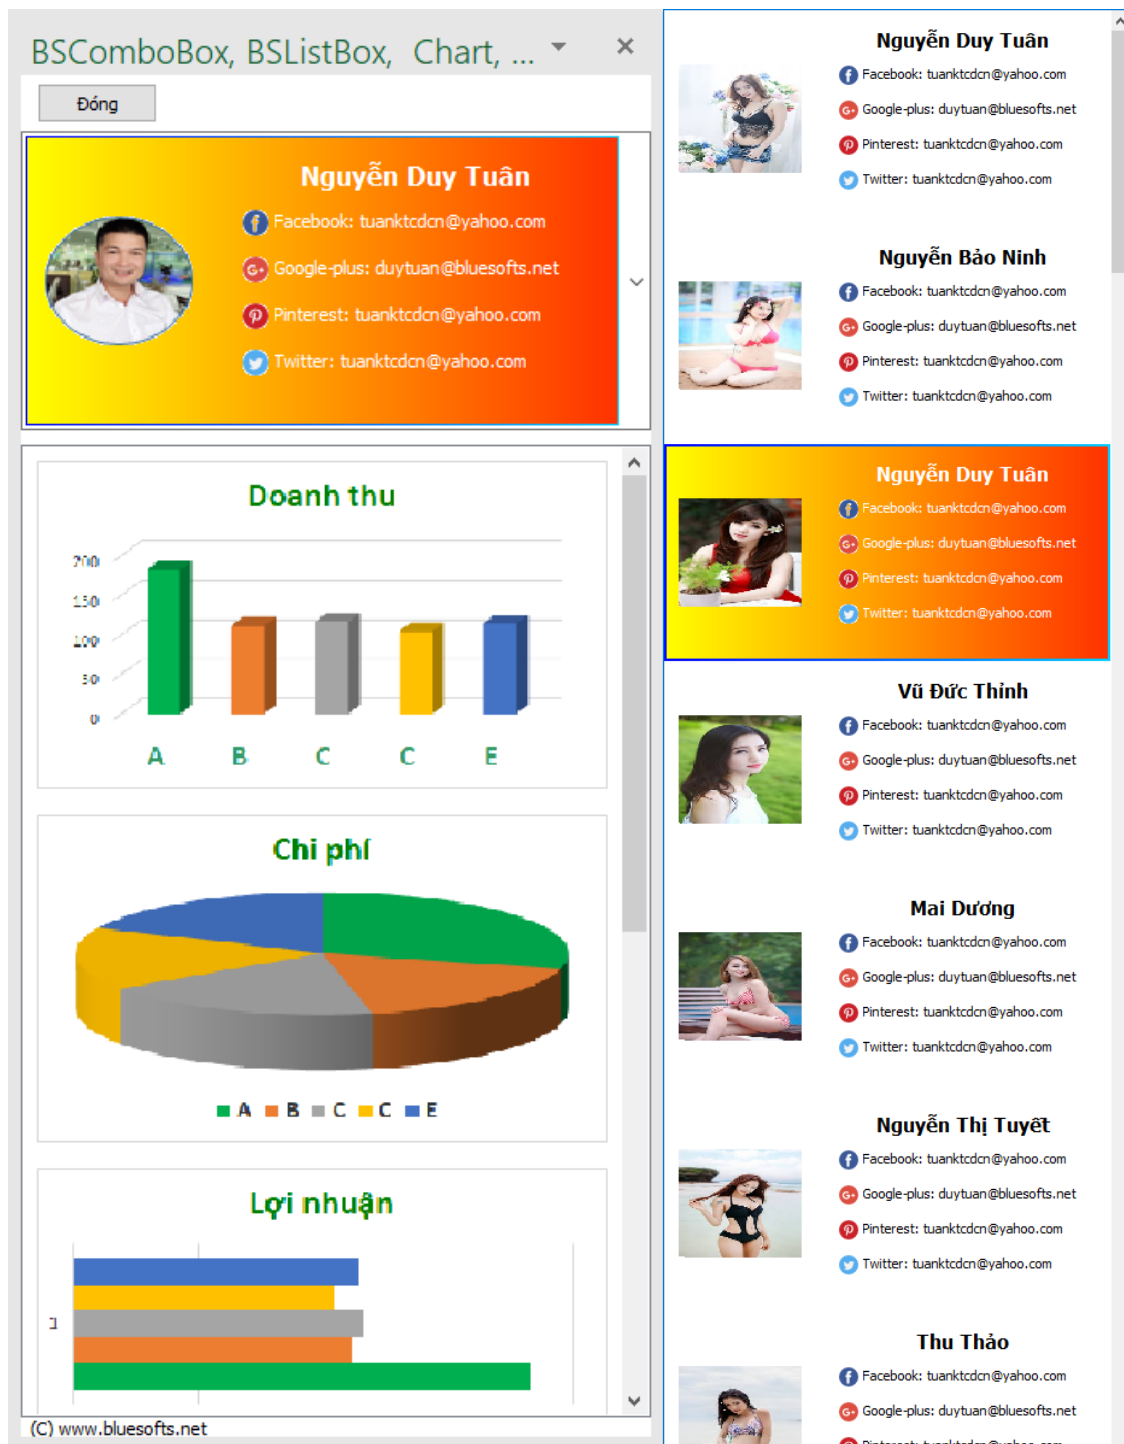 BSComboBox, BSListBox, Chart, ...
Đóng
Nguyễn Duy Tuân
Facebook: tuanktcdcn@yahoo.com
Google-plus: duytuan@bluesofts.net
Pinterest: tuanktcdcn@yahoo.com
Twitter: tuanktcdcn@yahoo.com
Doanh thu
200
150
100
50
0
A B C C E
Chi phí
A B C C E
Lợi nhuận
1
(C) www.bluesofts.net
Nguyễn Duy Tuân
Facebook: tuanktcdcn@yahoo.com
Google-plus: duytuan@bluesofts.net
Pinterest: tuanktcdcn@yahoo.com
Twitter: tuanktcdcn@yahoo.com
Nguyễn Bảo Ninh
Facebook: tuanktcdcn@yahoo.com
Google-plus: duytuan@bluesofts.net
Pinterest: tuanktcdcn@yahoo.com
Twitter: tuanktcdcn@yahoo.com
Nguyễn Duy Tuân
Facebook: tuanktcdcn@yahoo.com
Google-plus: duytuan@bluesofts.net
Pinterest: tuanktcdcn@yahoo.com
Twitter: tuanktcdcn@yahoo.com
Vũ Đức Thỉnh
Facebook: tuanktcdcn@yahoo.com
Google-plus: duytuan@bluesofts.net
Pinterest: tuanktcdcn@yahoo.com
Twitter: tuanktcdcn@yahoo.com
Mai Dương
Facebook: tuanktcdcn@yahoo.com
Google-plus: duytuan@bluesofts.net
Pinterest: tuanktcdcn@yahoo.com
Twitter: tuanktcdcn@yahoo.com
Nguyễn Thị Tuyết
Facebook: tuanktcdcn@yahoo.com
Google-plus: duytuan@bluesofts.net
Pinterest: tuanktcdcn@yahoo.com
Twitter: tuanktcdcn@yahoo.com
Thu Thảo
Facebook: tuanktcdcn@yahoo.com
Google-plus: duytuan@bluesofts.net
Pinterest: tuanktcdcn@yahoo.com